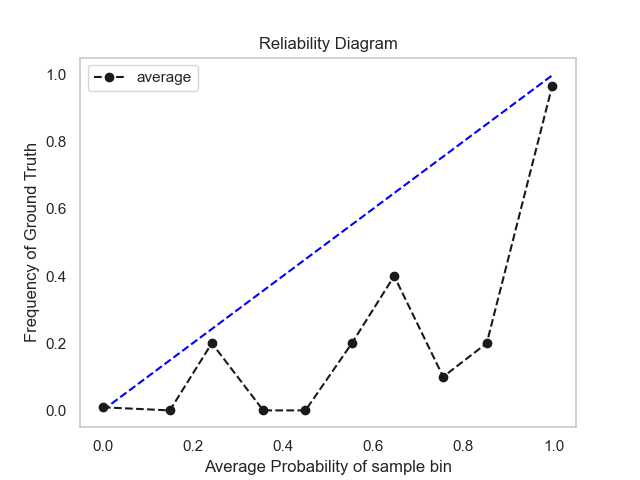 Reliability Diagram
average
Frequency of Ground Truth
1.0
0.8
0.6
0.4
0.2
0.0
0.0 0.2 0.4 0.6 0.8 1.0
Average Probability of sample bin